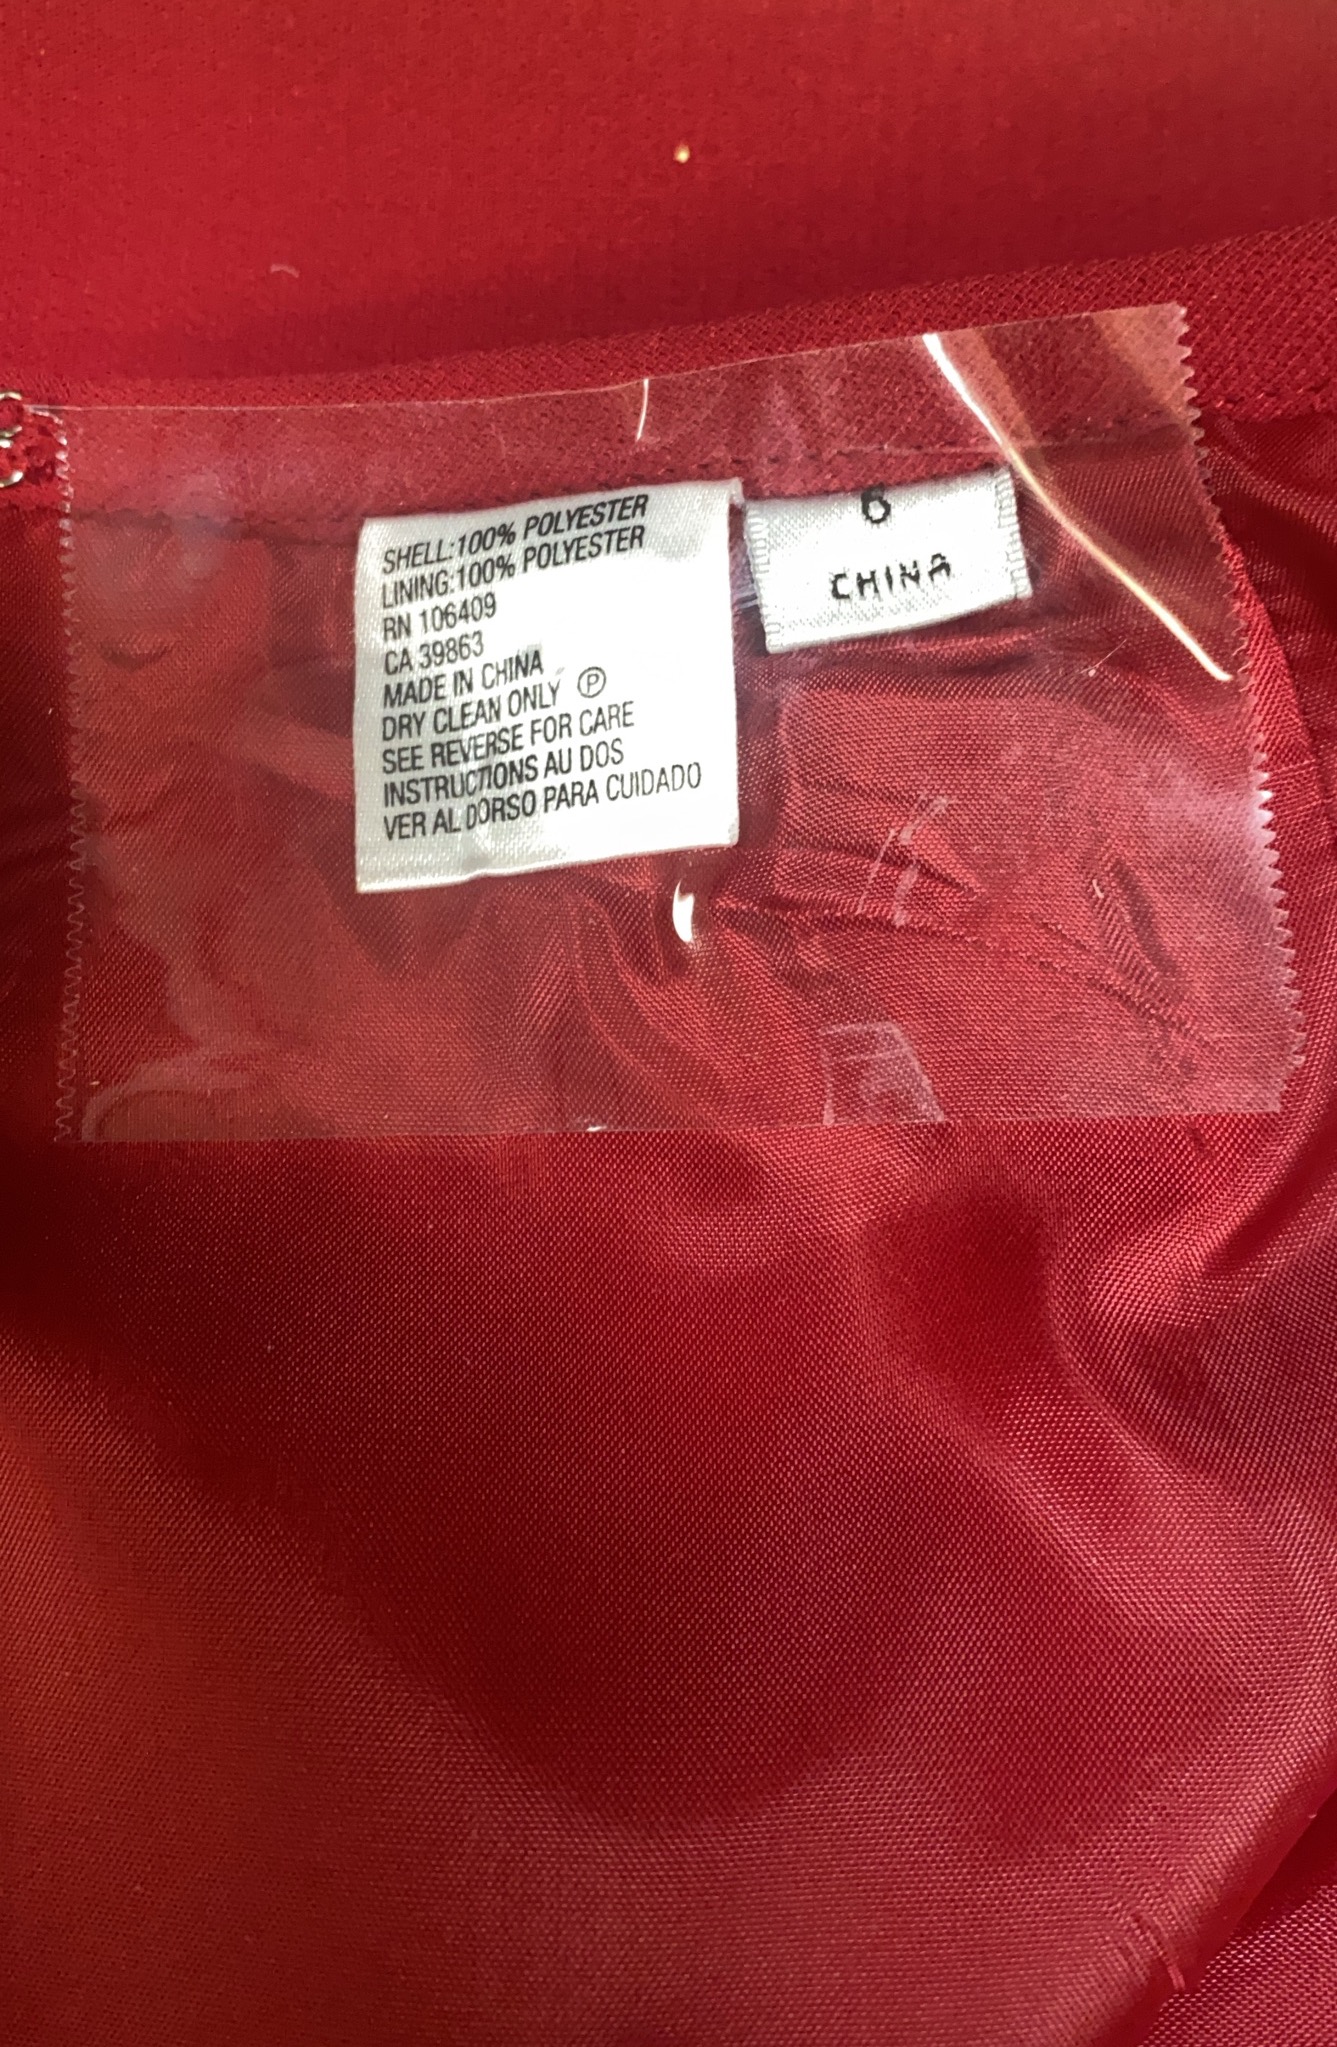 SHELL:100% POLYESTER
LINING:100% POLYESTER
RN 106409
CA 39863
MADE IN CHINA
DRY CLEAN ONLY Ⓟ
SEE REVERSE FOR CARE
INSTRUCTIONS AU DOS
VER AL DORSO PARA CUIDADO
6
CHINA